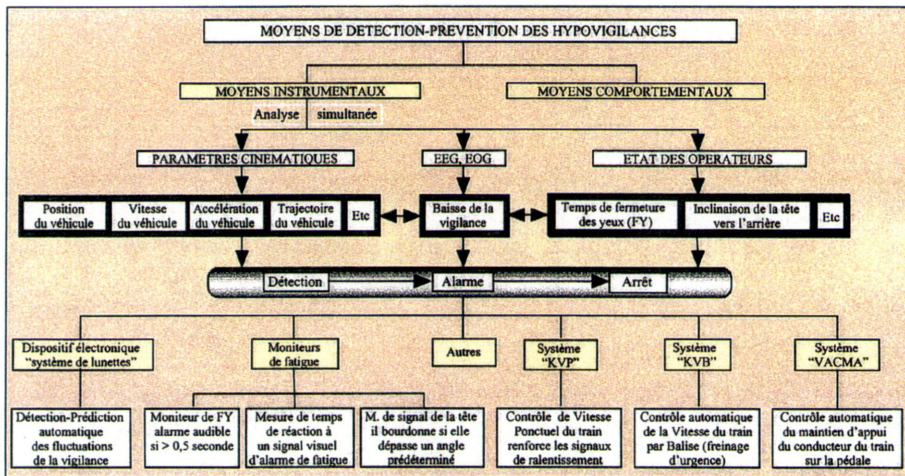 MOYENS DE DETECTION-PREVENTION DES HYPOVIGILANCES
MOYENS INSTRUMENTAUX
MOYENS COMPORTEMENTAUX
Analyse simultanée
PARAMETRES CINEMATIQUES
EEG, EOG
ETAT DES OPERATEURS
Position
du véhicule
Vitesse
du véhicule
Accélération
du véhicule
Trajectoire
du véhicule
Etc
Baisse de la
vigilance
Temps de fermeture
des yeux (FY)
Inclinaison de la tête
vers l'arrière
Etc
Détection
Alarme
Arrêt
Dispositif électronique
"système de lunettes"
Moniteurs
de fatigue
Autres
Système
"KVP"
Système
"KVB"
Système
"VACMA"
Détection-Prédiction
automatique
des fluctuations
de la vigilance
Moniteur de FY
alarme audible
si > 0,5 seconde
Mesure de temps
de réaction à
un signal visuel
d'alarme de fatigue
M. de signal de la tête
il bourdonne si elle
dépasse un angle
prédéterminé
Contrôle de Vitesse
Ponctuel du train
renforce les signaux
de ralentissement
Contrôle automatique
de la Vitesse du train
par Balise (freinage
d'urgence)
Contrôle automatique
du maintien d'appui
du conducteur du train
sur la pédale